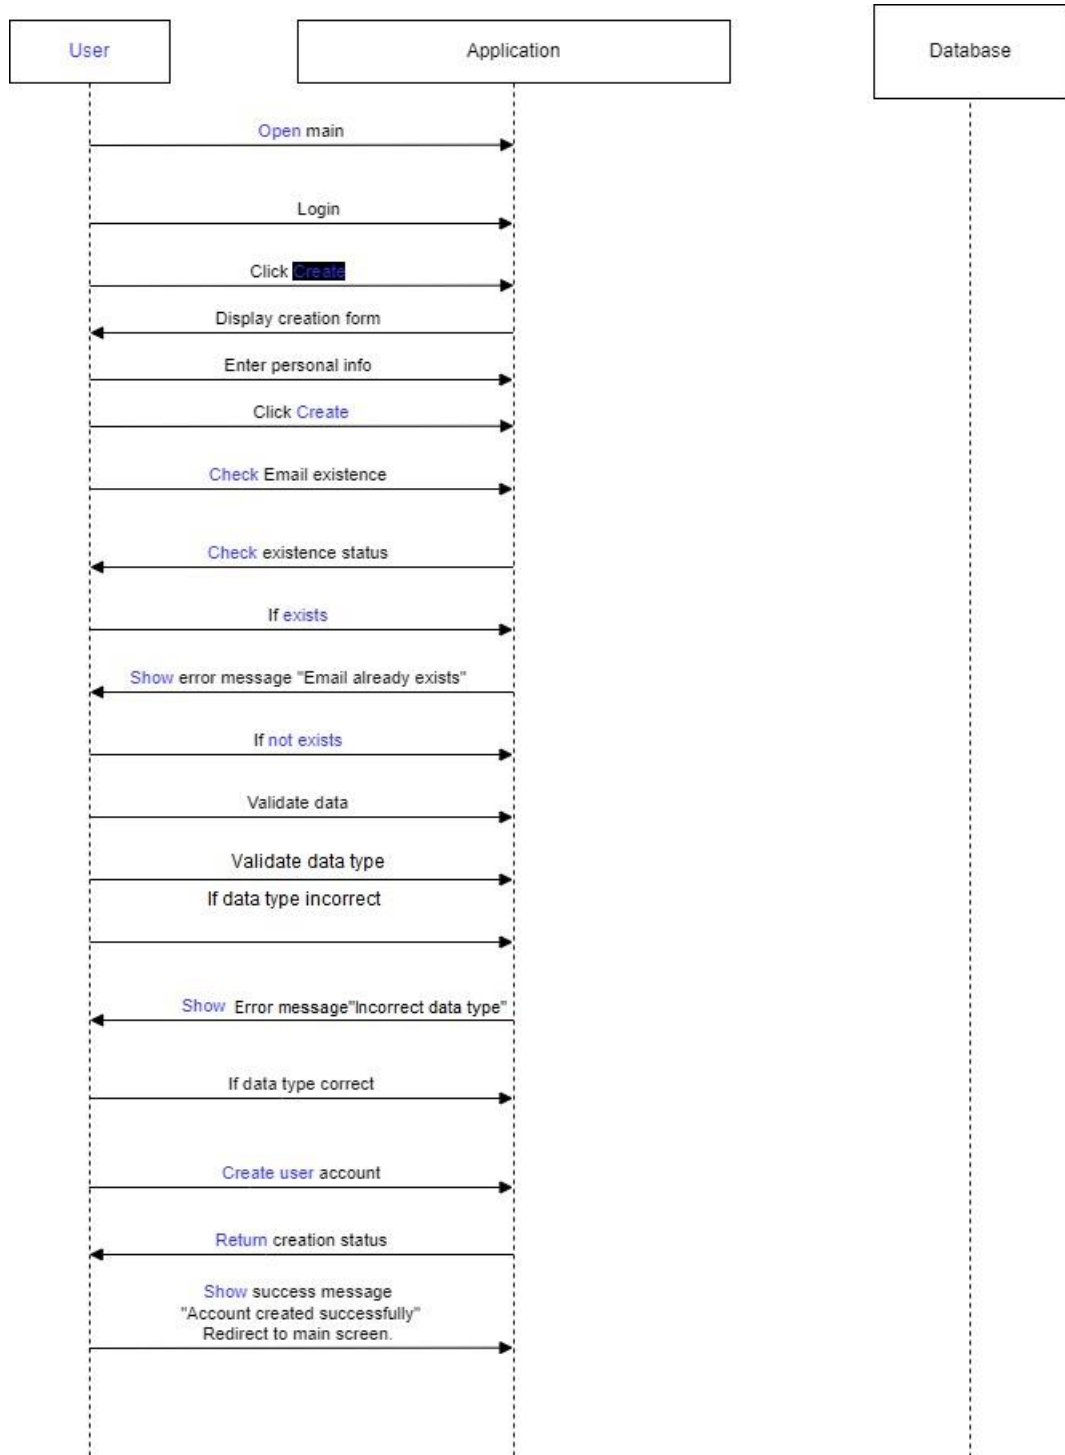 User
Application
Database
Open main
Login
Click Create
Display creation form
Enter personal info
Click Create
Check Email existence
Check existence status
If exists
Show error message "Email already exists"
If not exists
Validate data
Validate data type
If data type incorrect
Show Error message"Incorrect data type"
If data type correct
Create user account
Return creation status
Show success message
"Account created successfully"
Redirect to main screen.